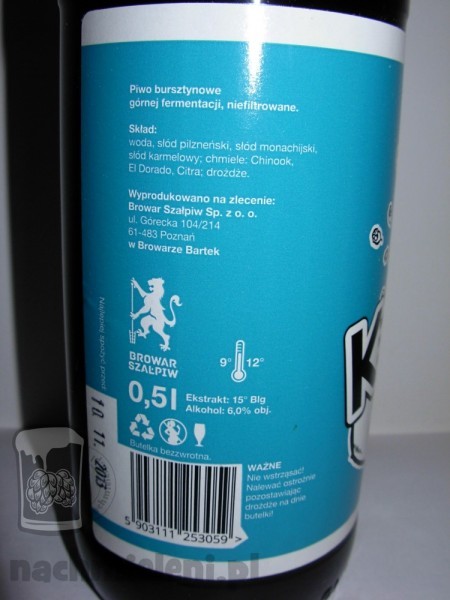 Piwo bursztynowe
górnej fermentacji, niefiltrowane.
Skład:
woda, słód pilzneński, słód monachijski,
słód karmelowy; chmiele: Chinook,
El Dorado, Citra; drożdże.
Wyprodukowano na zlecenie:
Browar Szałpiw Sp. z o. o.
ul. Górecka 104/214
61-483 Poznań
w Browarze Bartek
BROWAR
SZAŁPIW
9° 12°
0,5l
Ekstrakt: 15° Blg
Alkohol: 6,0% obj.
Butelka bezzwrotna.
Najlepiej spożyć przed
10. 11. 2015
WAŻNE
Nie wstrząsać!
Nalewać ostrożnie
pozostawiając
drożdże na dnie
butelki!
5 903111 253059 >